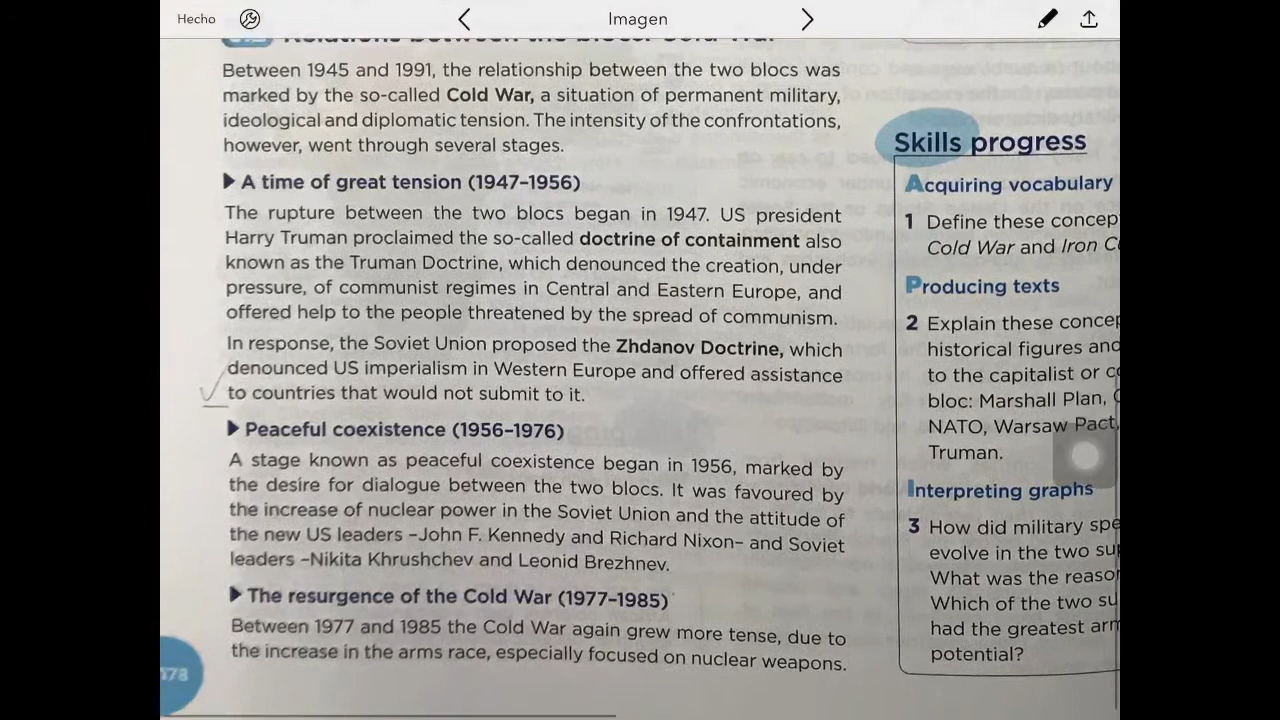 Hecho
Imagen
Relations between the blocs: Cold War
Between 1945 and 1991, the relationship between the two blocs was
marked by the so-called Cold War, a situation of permanent military,
ideological and diplomatic tension. The intensity of the confrontations,
however, went through several stages.
A time of great tension (1947–1956)
The rupture between the two blocs began in 1947. US president
Harry Truman proclaimed the so-called doctrine of containment also
known as the Truman Doctrine, which denounced the creation, under
pressure, of communist regimes in Central and Eastern Europe, and
offered help to the people threatened by the spread of communism.
In response, the Soviet Union proposed the Zhdanov Doctrine, which
denounced US imperialism in Western Europe and offered assistance
to countries that would not submit to it.
Peaceful coexistence (1956–1976)
A stage known as peaceful coexistence began in 1956, marked by
the desire for dialogue between the two blocs. It was favoured by
the increase of nuclear power in the Soviet Union and the attitude of
the new US leaders –John F. Kennedy and Richard Nixon– and Soviet
leaders –Nikita Khrushchev and Leonid Brezhnev.
The resurgence of the Cold War (1977–1985)
Between 1977 and 1985 the Cold War again grew more tense, due to
the increase in the arms race, especially focused on nuclear weapons.
178
Skills progress
Acquiring vocabulary
1 Define these concep
Cold War and Iron C
Producing texts
2 Explain these concep
historical figures and
to the capitalist or co
bloc: Marshall Plan,
NATO, Warsaw Pact,
Truman.
Interpreting graphs
3 How did military spe
evolve in the two sup
What was the reason
Which of the two su
had the greatest arm
potential?